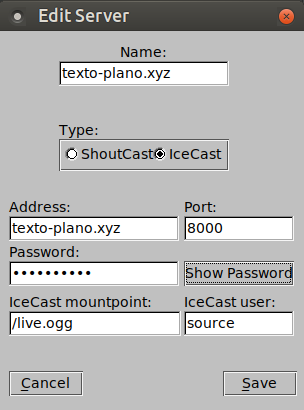 Edit Server
Name:
texto-plano.xyz
Type:
ShoutCast IceCast
Address: Port:
texto-plano.xyz 8000
Password:
•••••••••• Show Password
IceCast mountpoint: IceCast user:
/live.ogg source
Cancel Save